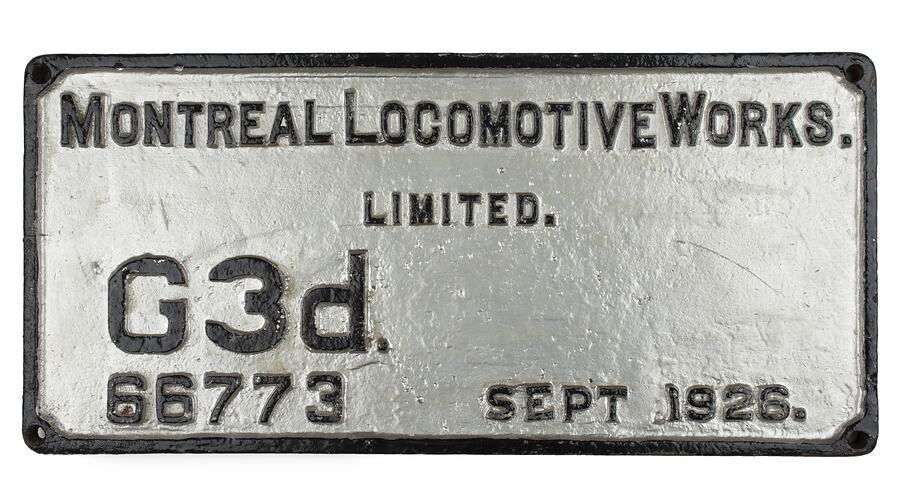 MONTREAL LOCOMOTIVE WORKS.
LIMITED.
G3d.
66773 SEPT 1926.